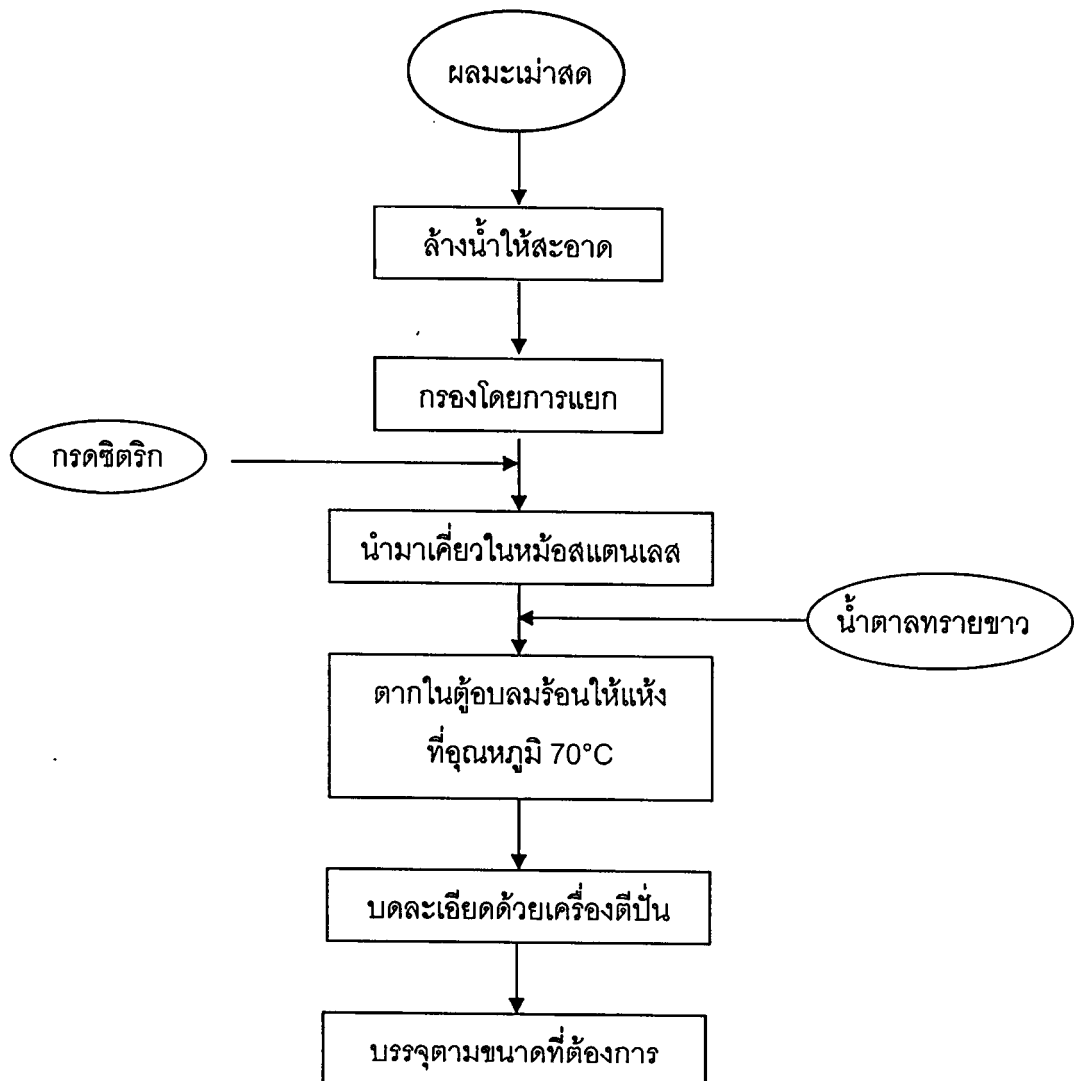 ผลมะเม่าสด
ล้างน้ำให้สะอาด
กรองโดยการแยก
กรดซิตริก
นำมาเคี่ยวในหม้อสแตนเลส
น้ำตาลทรายขาว
ตากในตู้อบลมร้อนให้แห้ง
ที่อุณหภูมิ 70°C
บดละเอียดด้วยเครื่องตีปั่น
บรรจุตามขนาดที่ต้องการ